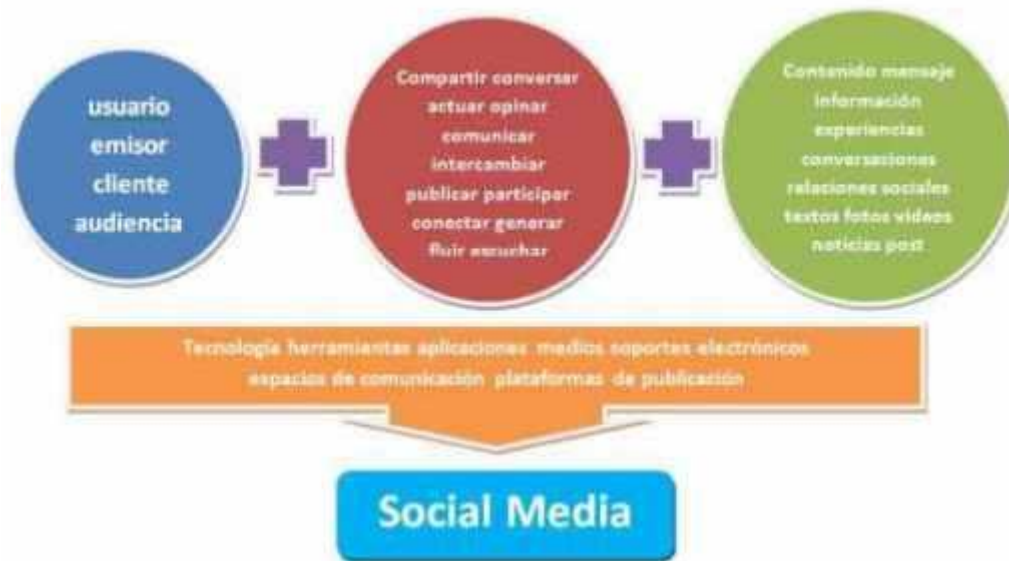 usuario
emisor
cliente
audiencia
Compartir conversar
actuar opinar
comunicar
intercambiar
publicar participar
conectar generar
fluir escuchar
Contenido mensaje
información
experiencias
conversaciones
relaciones sociales
textos fotos videos
noticias post
Tecnología herramientas aplicaciones medios soportes electrónicos
espacios de comunicación plataformas de publicación
Social Media